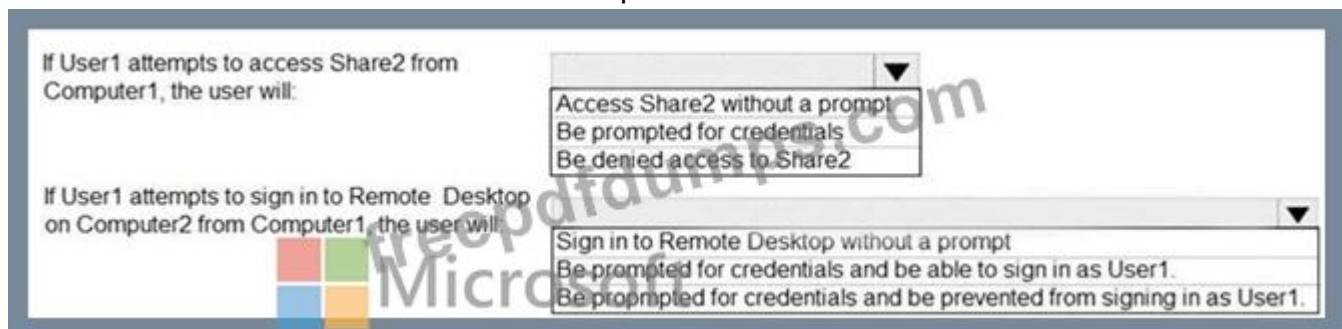 If User1 attempts to access Share2 from
Computer1, the user will:
Access Share2 without a prompt
Be prompted for credentials
Be denied access to Share2
If User1 attempts to sign in to Remote Desktop
on Computer2 from Computer1, the user will:
Sign in to Remote Desktop without a prompt
Be prompted for credentials and be able to sign in as User1.
Be proprmpted for credentials and be prevented from signing in as User1.
freepdfdumps.com
Microsoft